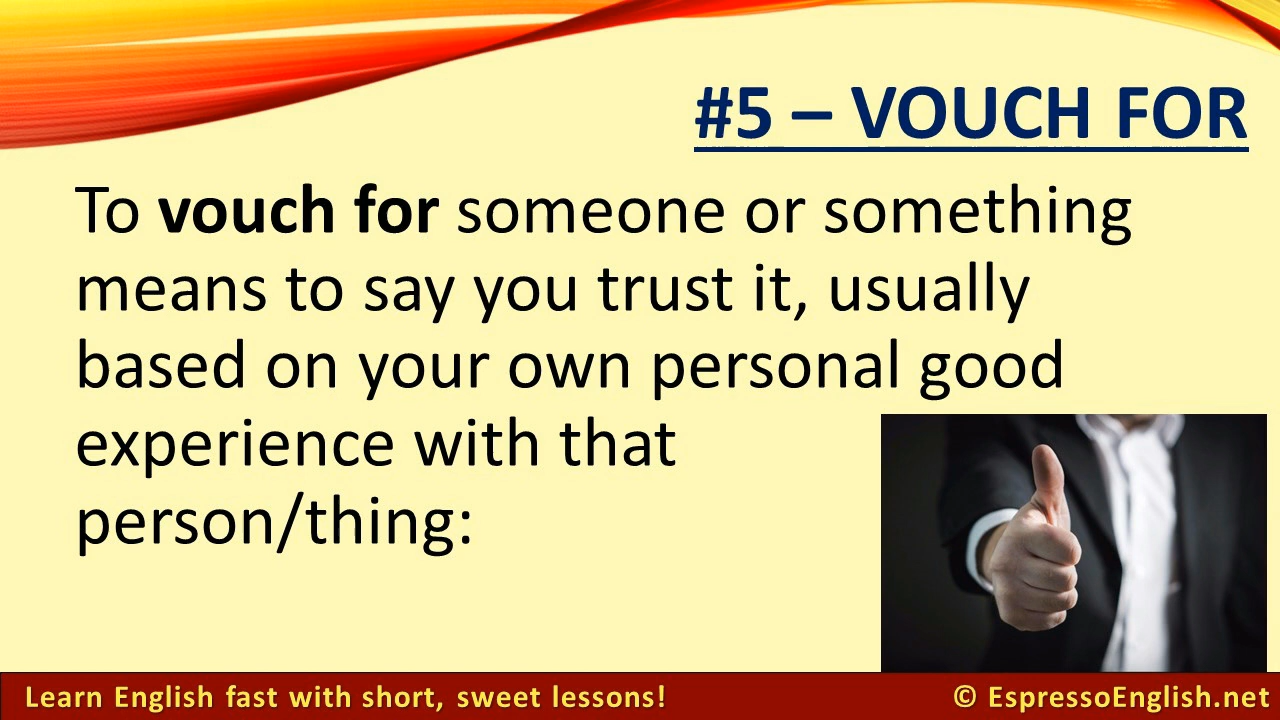 #5 – VOUCH FOR
To vouch for someone or something
means to say you trust it, usually
based on your own personal good
experience with that
person/thing:
Learn English fast with short, sweet lessons!
© EspressoEnglish.net